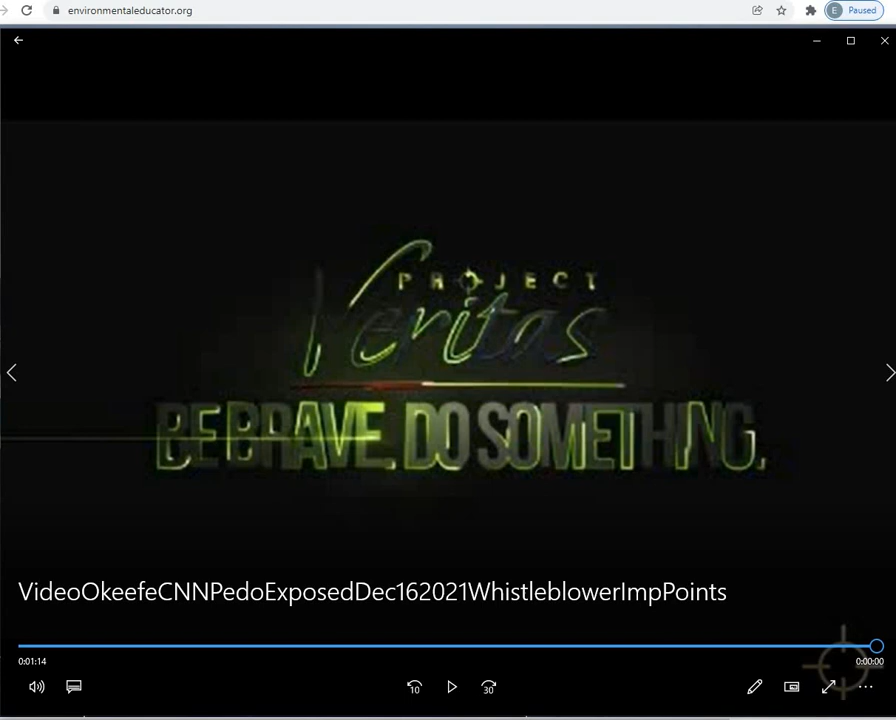 environmentaleducator.org
E Paused
PROJECT
Veritas
BE BRAVE. DO SOMETHING.
VideoOkeefeCNNPedoExposedDec162021WhistleblowerImpPoints
0:01:14
0:00:00
10
30